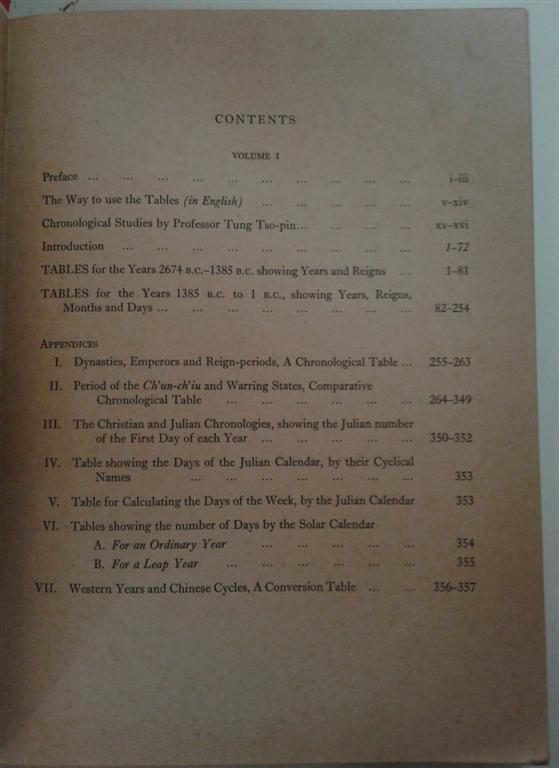 CONTENTS
VOLUME I
Preface ... ... ... ... ... ... ... ... ... ... i–iii
The Way to use the Tables (in English) ... ... ... ... ... v–xiv
Chronological Studies by Professor Tung Tso-pin... ... ... ... xv–xvi
Introduction ... ... ... ... ... ... ... ... ... 1–72
TABLES for the Years 2674 B.C.–1385 B.C. showing Years and Reigns ... 1–81
TABLES for the Years 1385 B.C. to 1 B.C., showing Years, Reigns,
Months and Days ... ... ... ... ... ... ... ... 82–254
APPENDICES
I. Dynasties, Emperors and Reign-periods, A Chronological Table ... 255–263
II. Period of the Ch'un-ch'iu and Warring States, Comparative
Chronological Table ... ... ... ... ... ... 264–349
III. The Christian and Julian Chronologies, showing the Julian number
of the First Day of each Year ... ... ... ... ... 350–352
IV. Table showing the Days of the Julian Calendar, by their Cyclical
Names ... ... ... ... ... ... ... 353
V. Table for Calculating the Days of the Week, by the Julian Calendar 353
VI. Tables showing the number of Days by the Solar Calendar
A. For an Ordinary Year ... ... ... ... ... 354
B. For a Leap Year ... ... ... ... ... ... 355
VII. Western Years and Chinese Cycles, A Conversion Table ... ... 356–357